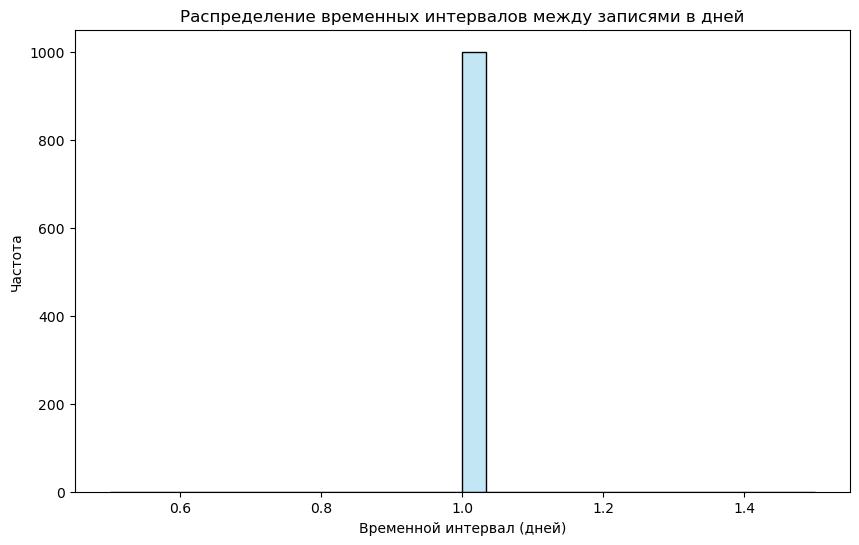 Распределение временных интервалов между записями в дней
1000
800
600
400
200
0
Частота
0.6 0.8 1.0 1.2 1.4
Временной интервал (дней)